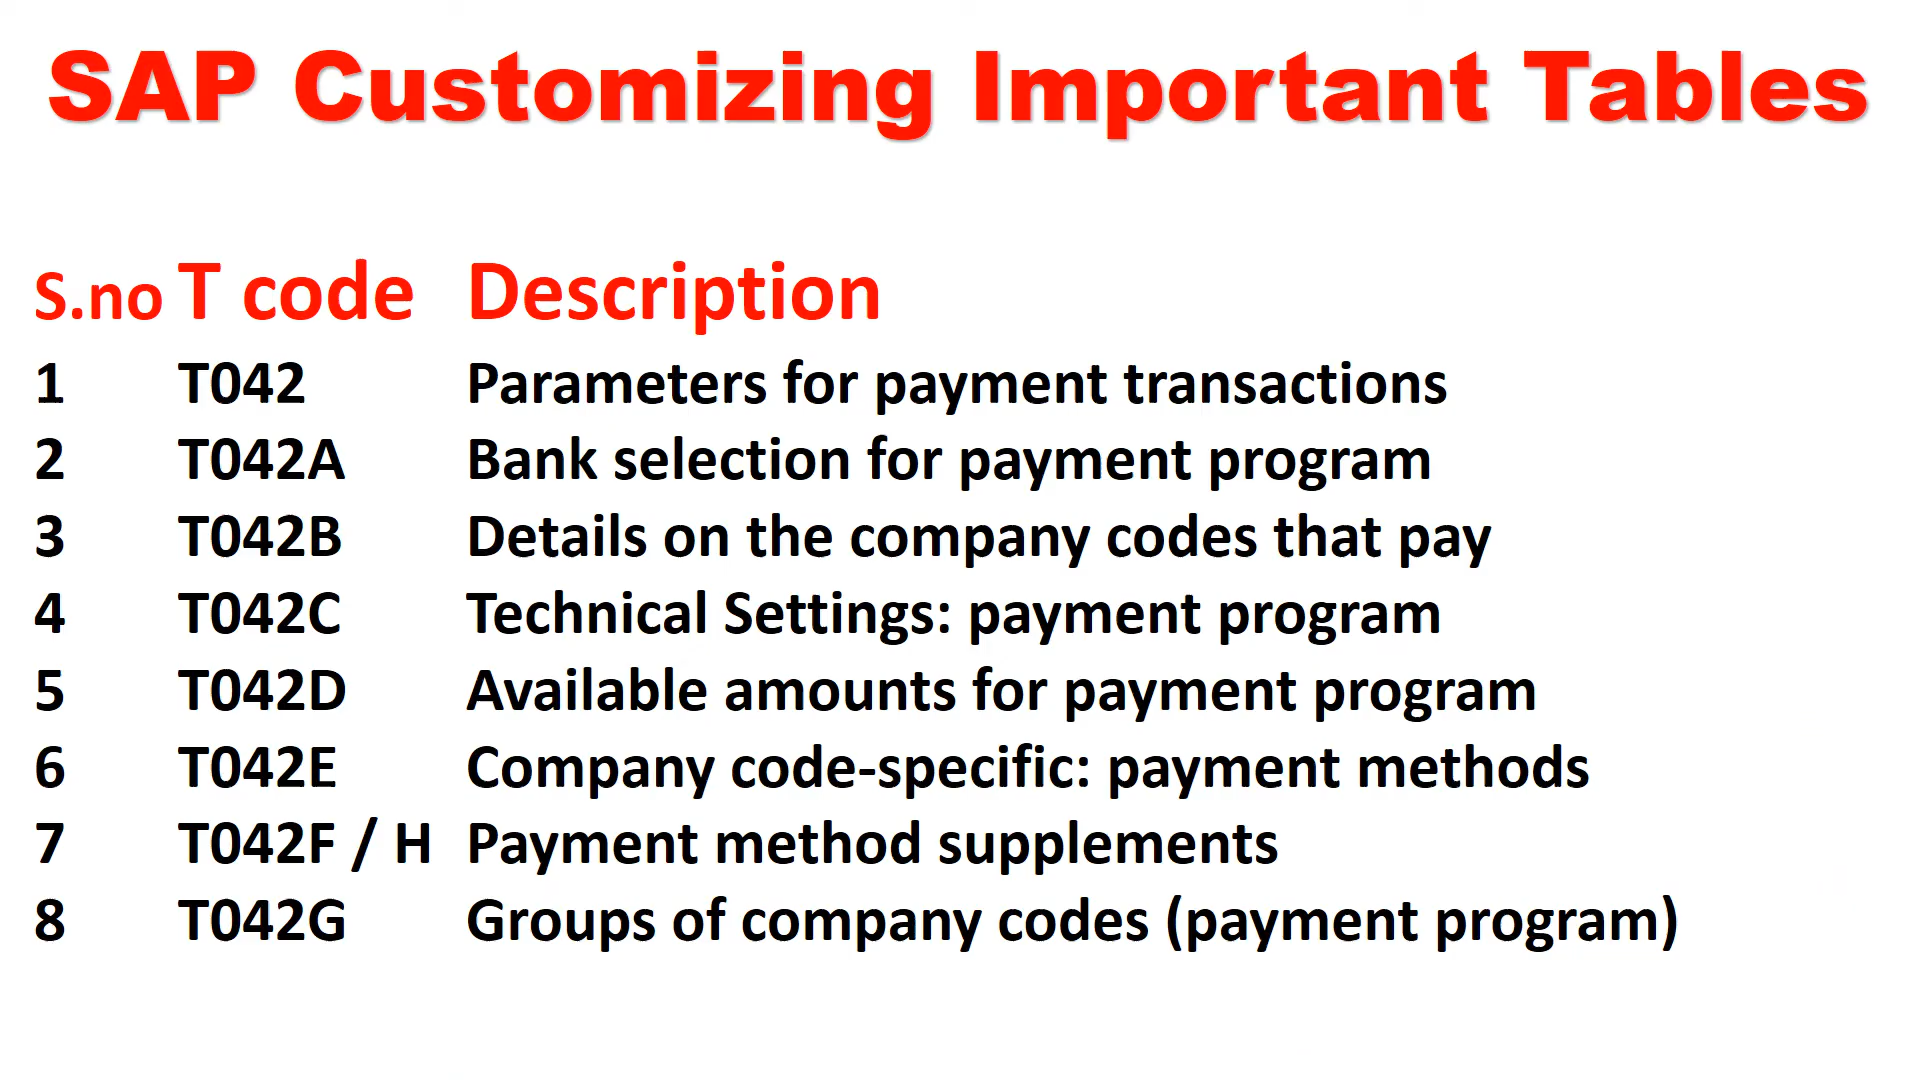 SAP Customizing Important Tables
S.no T code Description
1 T042 Parameters for payment transactions
2 T042A Bank selection for payment program
3 T042B Details on the company codes that pay
4 T042C Technical Settings: payment program
5 T042D Available amounts for payment program
6 T042E Company code-specific: payment methods
7 T042F / H Payment method supplements
8 T042G Groups of company codes (payment program)